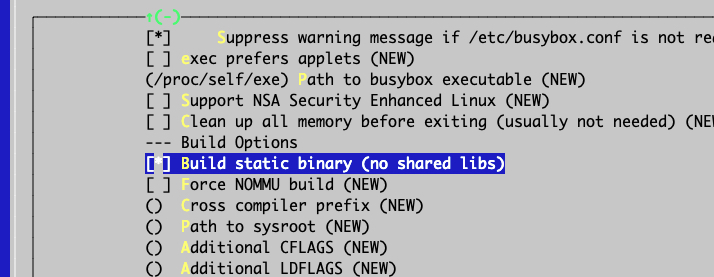 ↑(-)
[*] Suppress warning message if /etc/busybox.conf is not
[ ] exec prefers applets (NEW)
(/proc/self/exe) Path to busybox executable (NEW)
[ ] Support NSA Security Enhanced Linux (NEW)
[ ] Clean up all memory before exiting (usually not needed)
--- Build Options
[*] Build static binary (no shared libs)
[ ] Force NOMMU build (NEW)
() Cross compiler prefix (NEW)
() Path to sysroot (NEW)
() Additional CFLAGS (NEW)
() Additional LDFLAGS (NEW)